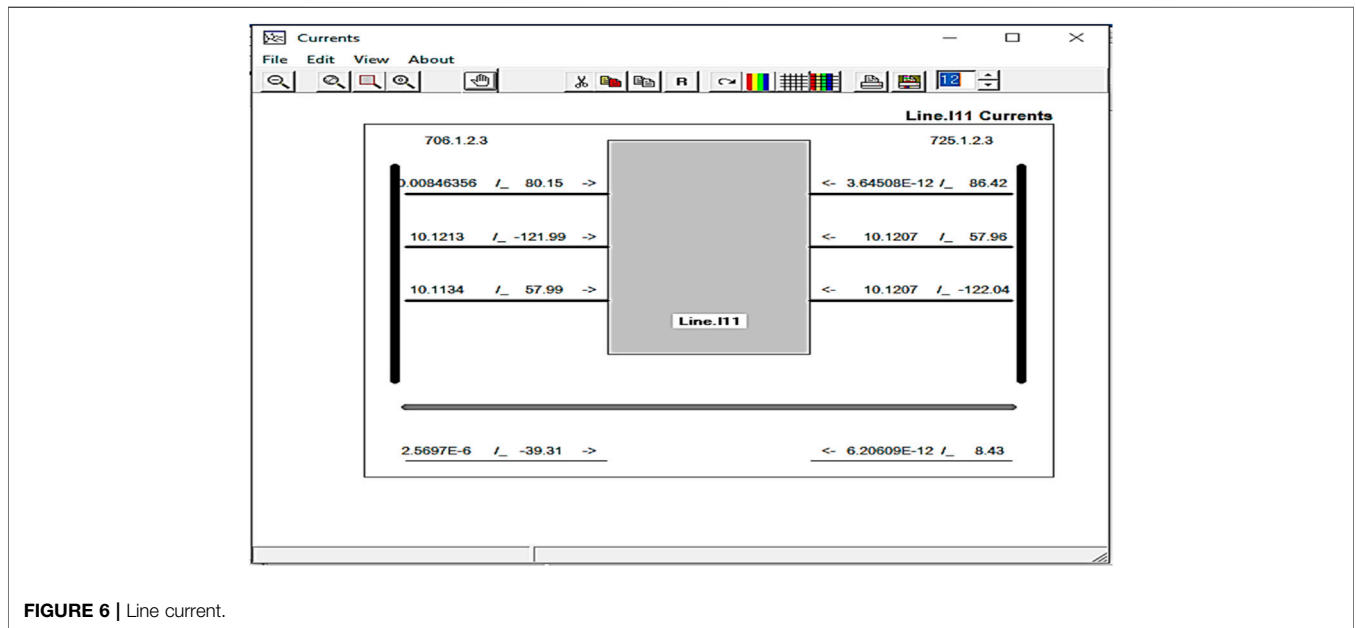 Currents
File Edit View About
R 12
Line.I11 Currents
706.1.2.3 725.1.2.3
0.00846356 /_ 80.15 -> <- 3.64508E-12 /_ 86.42
10.1213 /_ -121.99 -> <- 10.1207 /_ 57.96
10.1134 /_ 57.99 -> <- 10.1207 /_ -122.04
Line.I11
2.5697E-6 /_ -39.31 -> <- 6.20609E-12 /_ 8.43
FIGURE 6 | Line current.